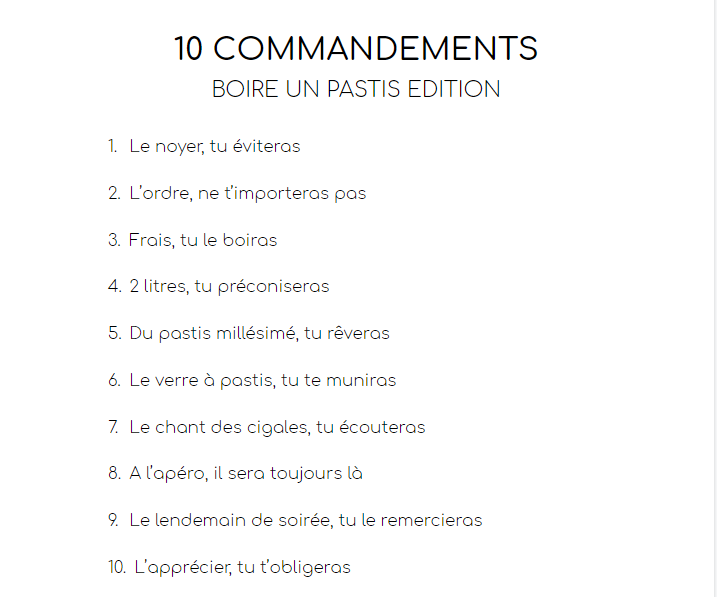 10 COMMANDEMENTS
BOIRE UN PASTIS EDITION
1. Le noyer, tu éviteras
2. L'ordre, ne t'importeras pas
3. Frais, tu le boiras
4. 2 litres, tu préconiseras
5. Du pastis millésimé, tu rêveras
6. Le verre à pastis, tu te muniras
7. Le chant des cigales, tu écouteras
8. A l'apéro, il sera toujours là
9. Le lendemain de soirée, tu le remercieras
10. L'apprécier, tu t'obligeras